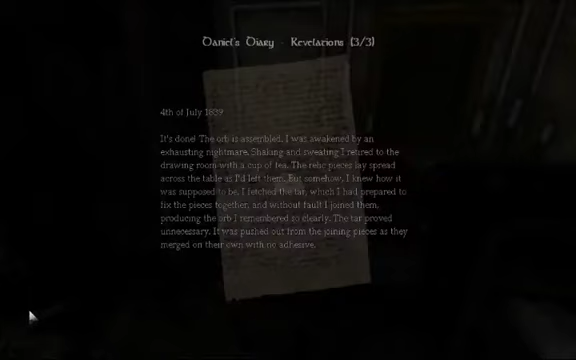 Daniel's Diary - Revelations (3/3)
4th of July 1839
It's done! The orb is assembled. I was awakened by an
exhausting nightmare. Shaking and sweating I retired to the
drawing room with a cup of tea. The relic pieces lay spread
across the table as I'd left them. But somehow, I knew how it
was supposed to be. I fetched the tar, which I had prepared to
fix the pieces together, and without fault I joined them,
producing the orb I remembered so clearly. The tar proved
unnecessary. It was pushed out from the joining pieces as they
merged on their own with no adhesive.